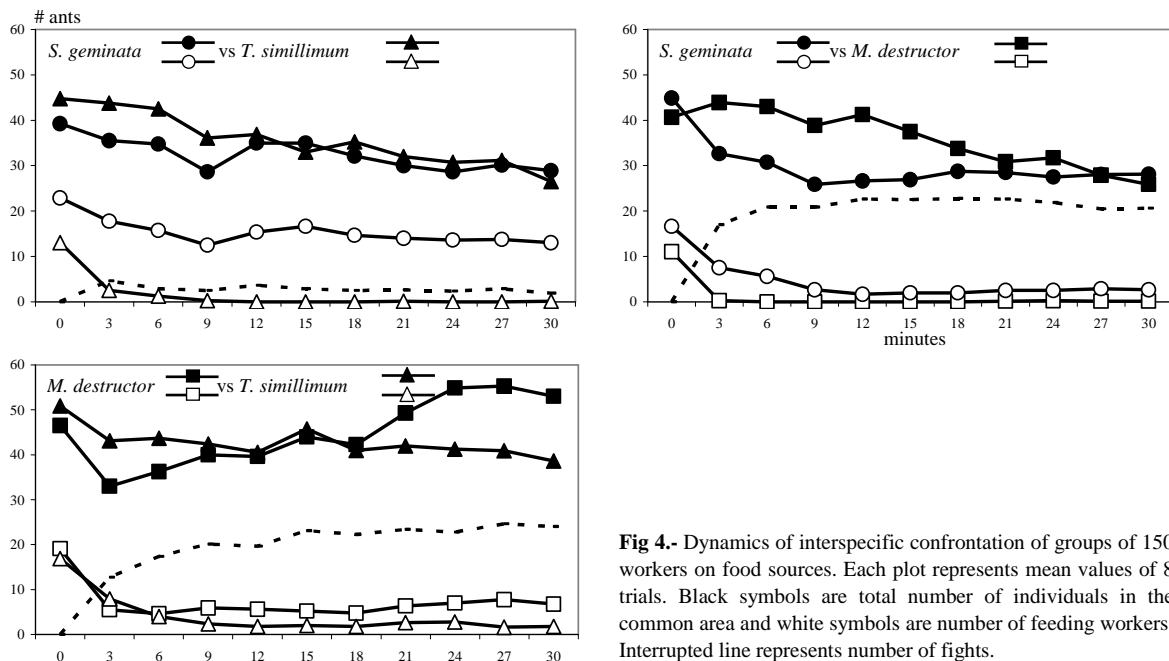 # ants
60
S. geminata vs T. simillimum
50
40
30
20
10
0
0 3 6 9 12 15 18 21 24 27 30
60
S. geminata vs M. destructor
50
40
30
20
10
0
0 3 6 9 12 15 18 21 24 27 30
minutes
60
M. destructor vs T. simillimum
50
40
30
20
10
0
0 3 6 9 12 15 18 21 24 27 30
Fig 4.- Dynamics of interspecific confrontation of groups of 150
workers on food sources. Each plot represents mean values of 8
trials. Black symbols are total number of individuals in the
common area and white symbols are number of feeding workers.
Interrupted line represents number of fights.